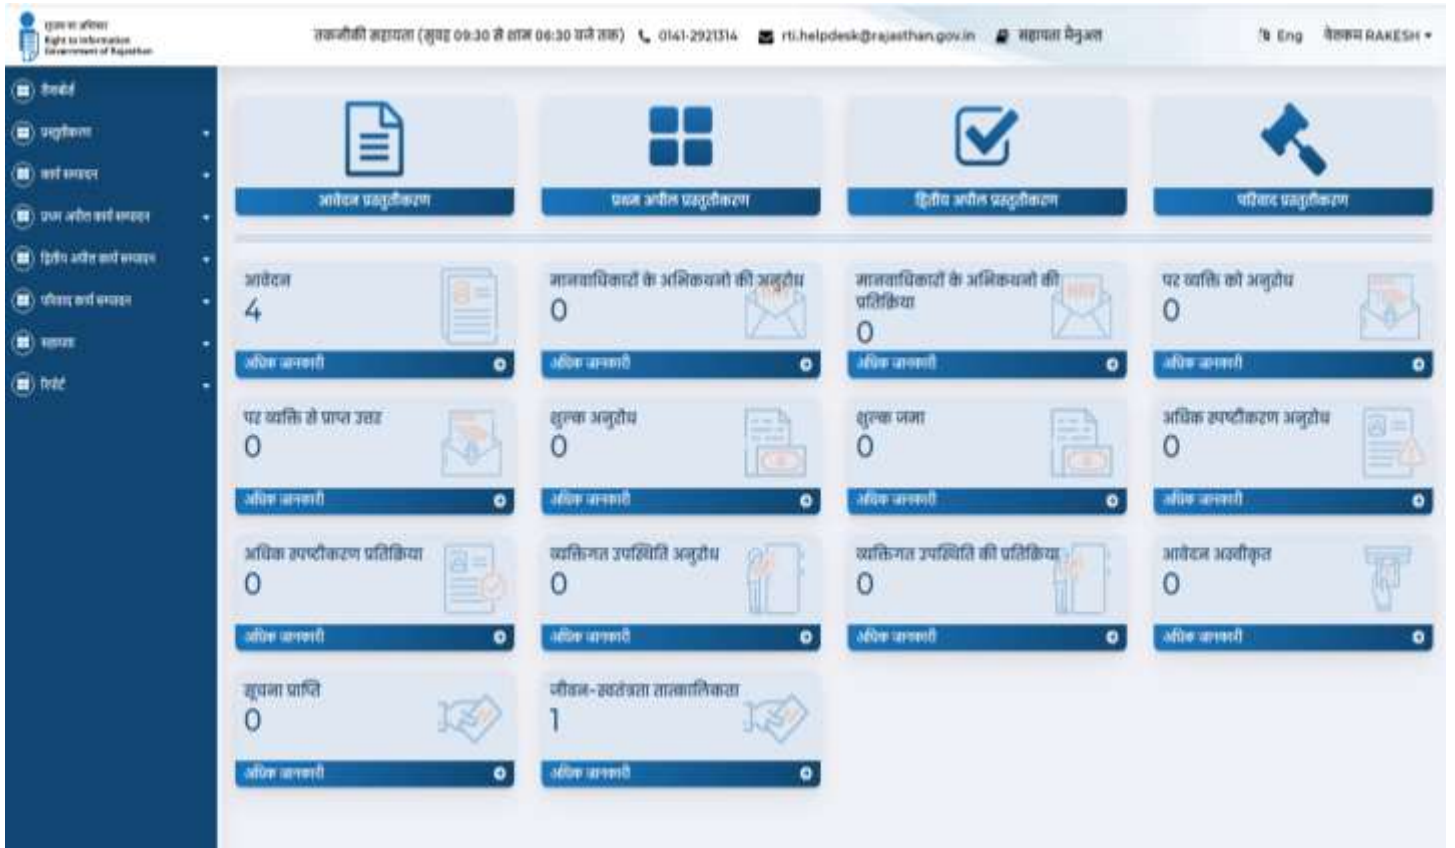 सूचना का अधिकार
Right to Information
Government of Rajasthan
तकनीकी सहायता (सुबह 09:30 से शाम 06:30 बजे तक) 0141-2921314 rti.helpdesk@rajasthan.gov.in सहायता मैनुअल
Eng वेलकम RAKESH
डैशबोर्ड
प्रस्तुतीकरण
कार्य सम्पादन
प्रथम अपील कार्य सम्पादन
द्वितीय अपील कार्य सम्पादन
परिवाद कार्य सम्पादन
सहायता
रिपोर्ट
आवेदन प्रस्तुतीकरण
प्रथम अपील प्रस्तुतीकरण
द्वितीय अपील प्रस्तुतीकरण
परिवाद प्रस्तुतीकरण
आवेदन
4
अधिक जानकारी
मानवाधिकारों के अभिकथनो की अनुरोध
0
अधिक जानकारी
मानवाधिकारों के अभिकथनो की
प्रतिक्रिया
0
अधिक जानकारी
पर व्यक्ति को अनुरोध
0
अधिक जानकारी
पर व्यक्ति से प्राप्त उत्तर
0
अधिक जानकारी
शुल्क अनुरोध
0
अधिक जानकारी
शुल्क जमा
0
अधिक जानकारी
अधिक स्पष्टीकरण अनुरोध
0
अधिक जानकारी
अधिक स्पष्टीकरण प्रतिक्रिया
0
अधिक जानकारी
व्यक्तिगत उपस्थिति अनुरोध
0
अधिक जानकारी
व्यक्तिगत उपस्थिति की प्रतिक्रिया
0
अधिक जानकारी
आवेदन अस्वीकृत
0
अधिक जानकारी
सूचना प्राप्ति
0
अधिक जानकारी
जीवन-स्वतंत्रता तात्कालिकता
1
अधिक जानकारी